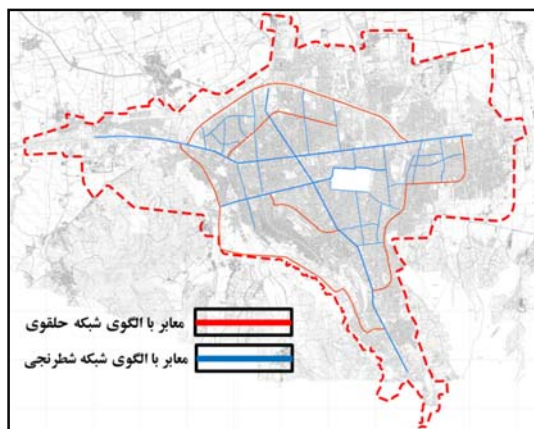 معابر با الگوی شبکه حلقوی
معابر با الگوی شبکه شطرنجی